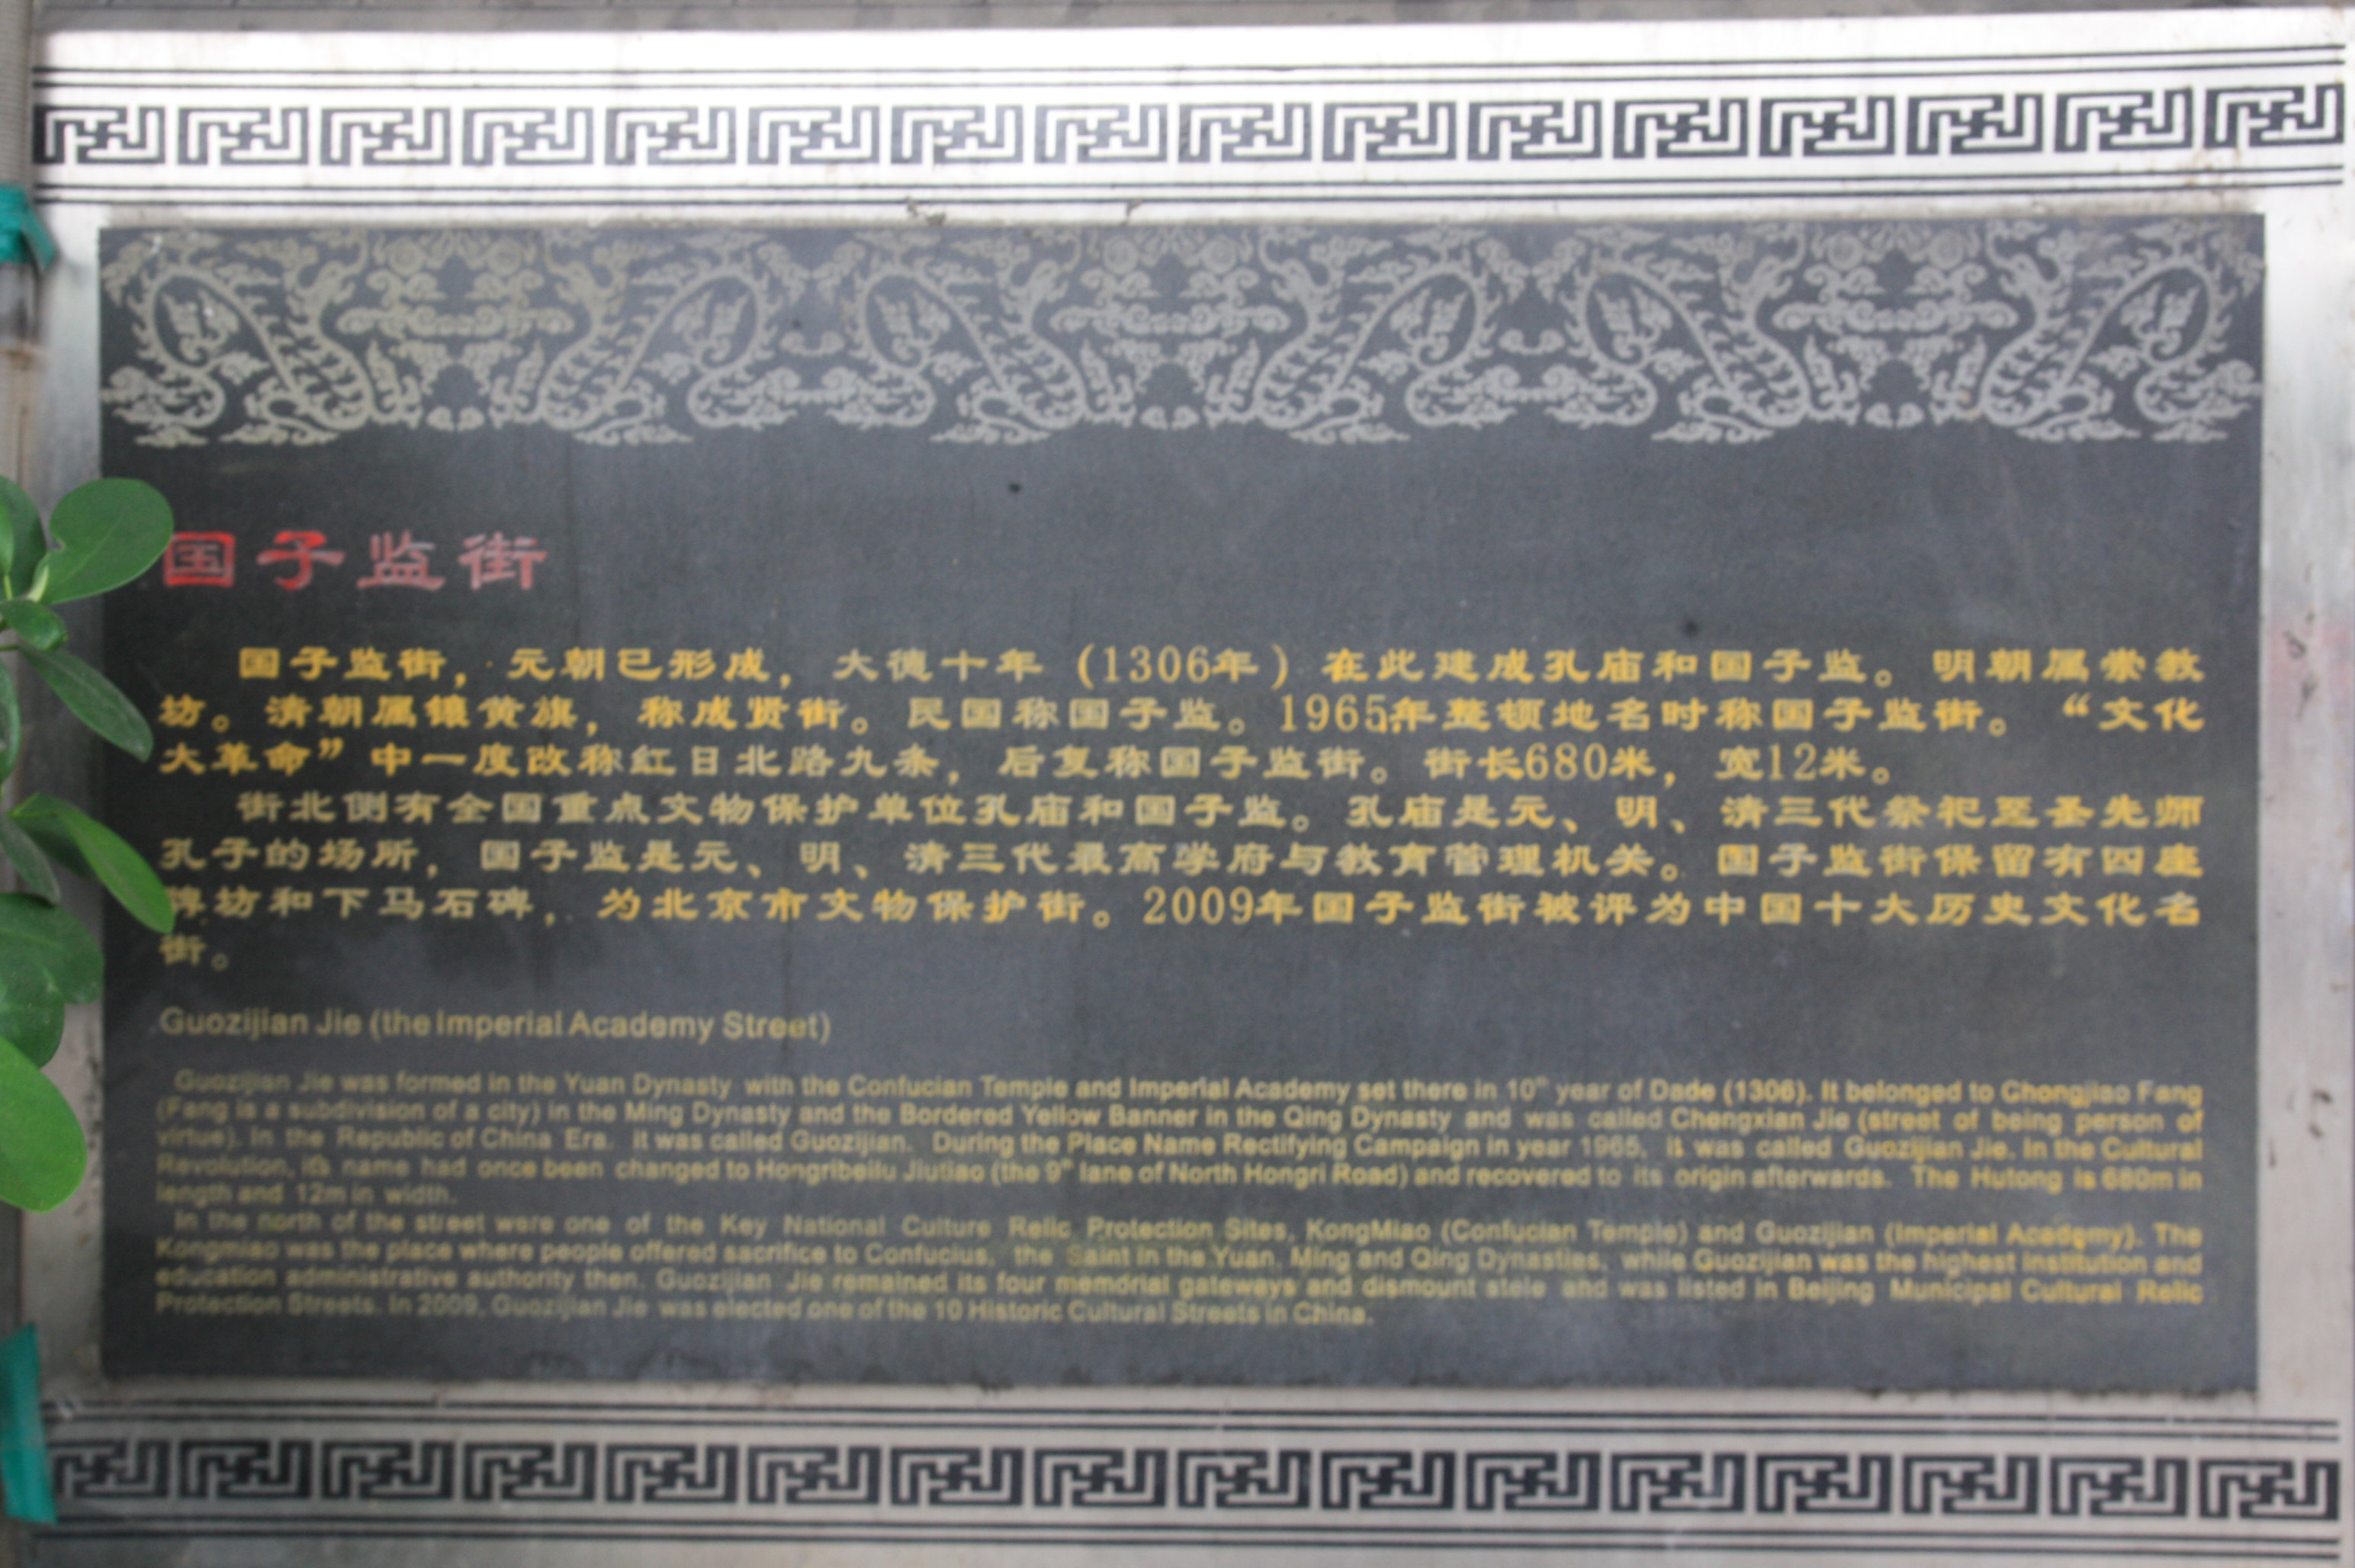 国子监街
国子监街，元朝已形成，大德十年（1306年）在此建成孔庙和国子监。明朝属崇教
坊。清朝属镶黄旗，称成贤街。民国称国子监。1965年整顿地名时称国子监街。“文化
大革命”中一度改称红日北路九条，后复称国子监街。街长680米，宽12米。
街北侧有全国重点文物保护单位孔庙和国子监。孔庙是元、明、清三代祭祀至圣先师
孔子的场所，国子监是元、明、清三代最高学府与教育管理机关。国子监街保留有四座
牌坊和下马石碑，为北京市文物保护街。2009年国子监街被评为中国十大历史文化名
街。
Guozijian Jie (the Imperial Academy Street)
Guozijian Jie was formed in the Yuan Dynasty with the Confucian Temple and Imperial Academy set there in 10th year of Dade (1306). It belonged to Chongjiao Fang
(Fang is a subdivision of a city) in the Ming Dynasty and the Bordered Yellow Banner in the Qing Dynasty and was called Chengxian Jie (street of being person of
virtue). In the Republic of China Era, it was called Guozijian. During the Place Name Rectifying Campaign in year 1965, it was called Guozijian Jie. In the Cultural
Revolution, its name had once been changed to Hongribeilu Jiutiao (the 9th lane of North Hongri Road) and recovered to its origin afterwards. The Hutong is 680m in
length and 12m in width.
In the north of the street were one of the Key National Culture Relic Protection Sites, KongMiao (Confucian Temple) and Guozijian (Imperial Academy). The
Kongmiao was the place where people offered sacrifice to Confucius, the Saint in the Yuan, Ming and Qing Dynasties, while Guozijian was the highest institution and
education administrative authority then. Guozijian Jie remained its four memorial gateways and dismount stele and was listed in Beijing Municipal Cultural Relic
Protection Streets. In 2009, Guozijian Jie was elected one of the 10 Historic Cultural Streets in China.